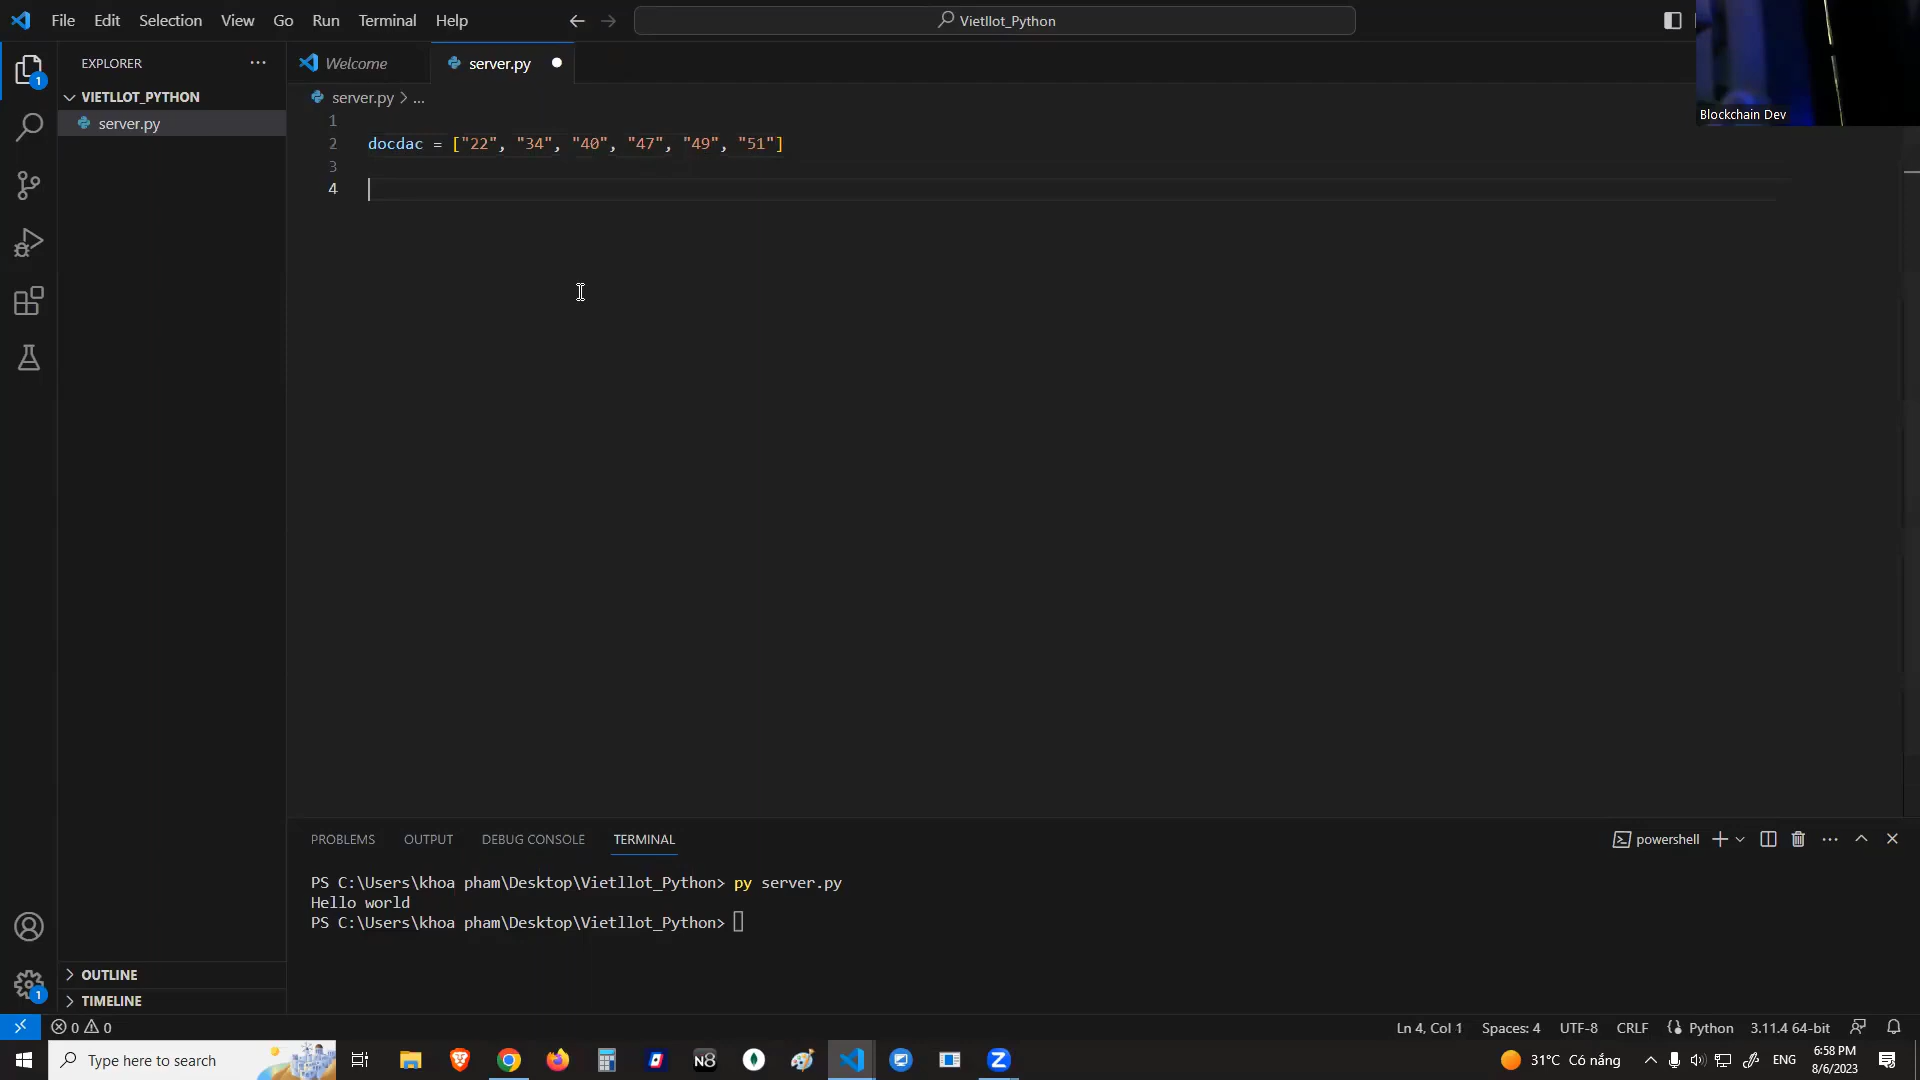 File Edit Selection View Go Run Terminal Help
Vietllot_Python
Blockchain Dev
EXPLORER
Welcome
server.py
VIETLLOT_PYTHON
server.py
server.py > ...
1
2 docdac = ["22", "34", "40", "47", "49", "51"]
3
4
PROBLEMS OUTPUT DEBUG CONSOLE TERMINAL
powershell
PS C:\Users\khoa pham\Desktop\Vietllot_Python> py server.py
Hello world
PS C:\Users\khoa pham\Desktop\Vietllot_Python>
OUTLINE
TIMELINE
1
1
0 0
Ln 4, Col 1 Spaces: 4 UTF-8 CRLF Python 3.11.4 64-bit
Type here to search
N8
31°C Có nắng
ENG
6:58 PM
8/6/2023